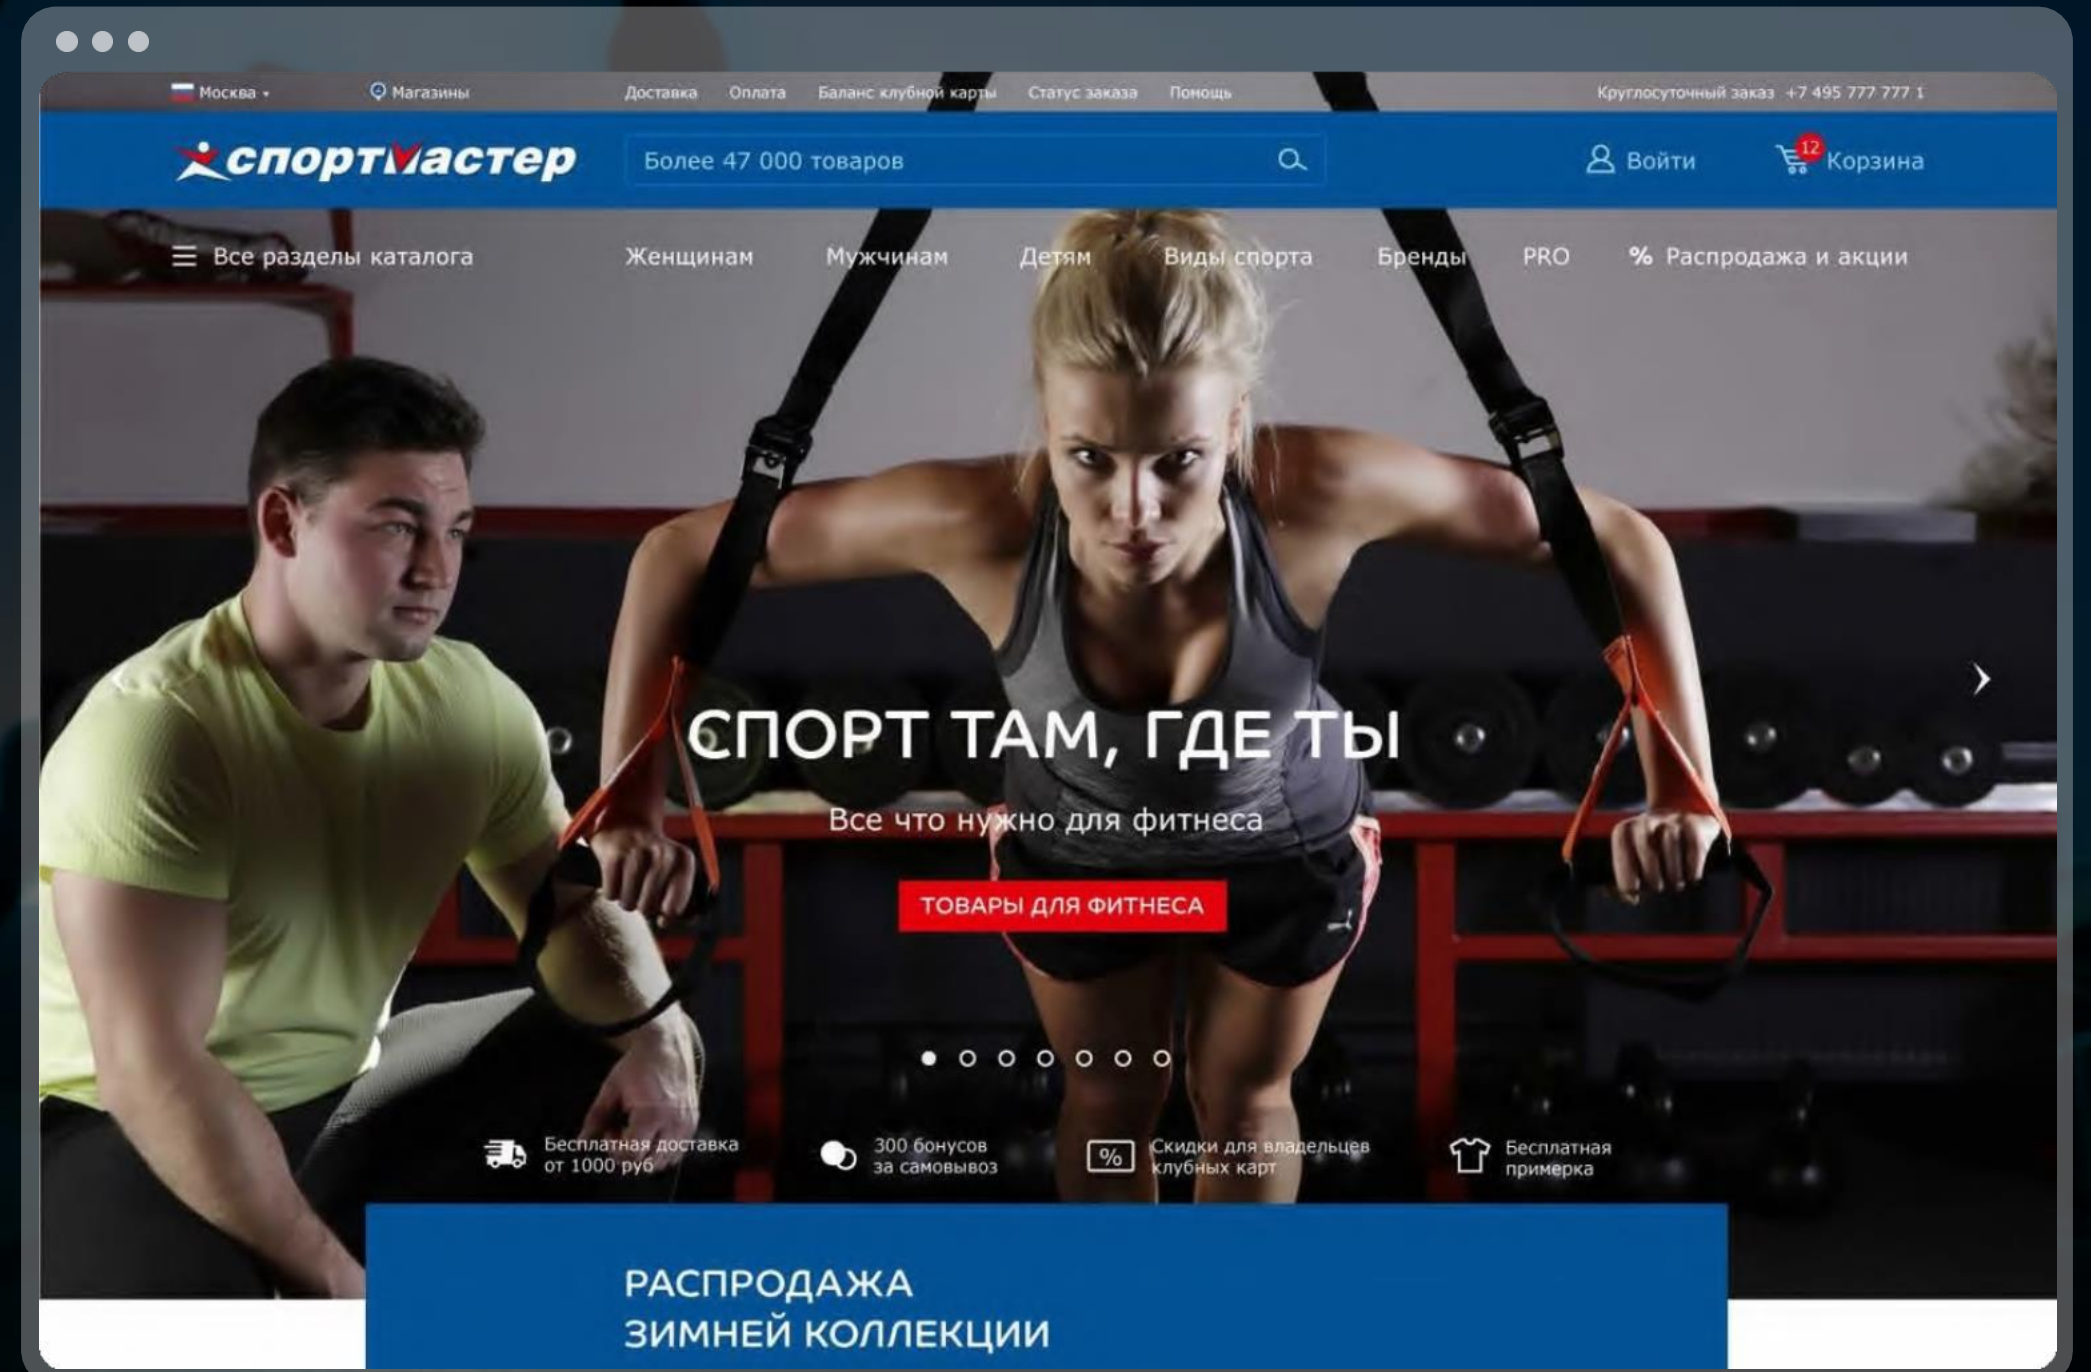 Москва
Магазины
Доставка
Оплата
Баланс клубной карты
Статус заказа
Помощь
Круглосуточный заказ +7 495 777 777 1
спортмастер
Более 47 000 товаров
Войти
12
Корзина
Все разделы каталога
Женщинам
Мужчинам
Детям
Виды спорта
Бренды
PRO
% Распродажа и акции
СПОРТ ТАМ, ГДЕ ТЫ
Все что нужно для фитнеса
ТОВАРЫ ДЛЯ ФИТНЕСА
Бесплатная доставка
от 1000 руб
300 бонусов
за самовывоз
%
Скидки для владельцев
клубных карт
Бесплатная
примерка
РАСПРОДАЖА
ЗИМНЕЙ КОЛЛЕКЦИИ